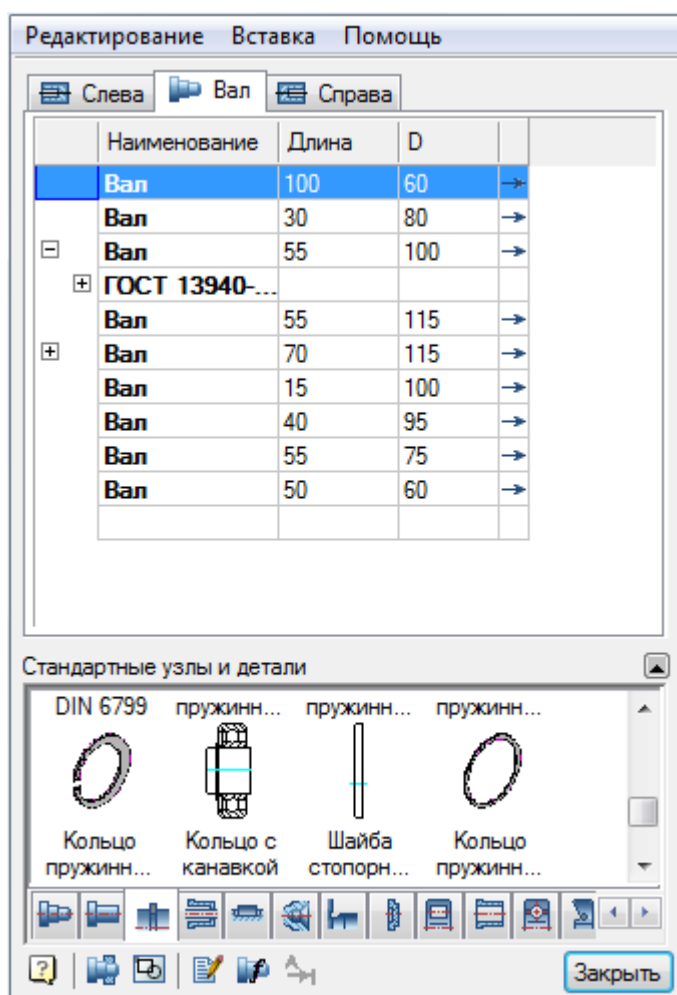 Редактирование Вставка Помощь
Слева Вал Справа
Наименование Длина D
Вал 100 60
Вал 30 80
Вал 55 100
ГОСТ 13940-...
Вал 55 115
Вал 70 115
Вал 15 100
Вал 40 95
Вал 55 75
Вал 50 60
Стандартные узлы и детали
DIN 6799 пружинн... пружинн... пружинн...
Кольцо Кольцо с Шайба Кольцо
пружинн... канавкой стопорн... пружинн...
Закрыть